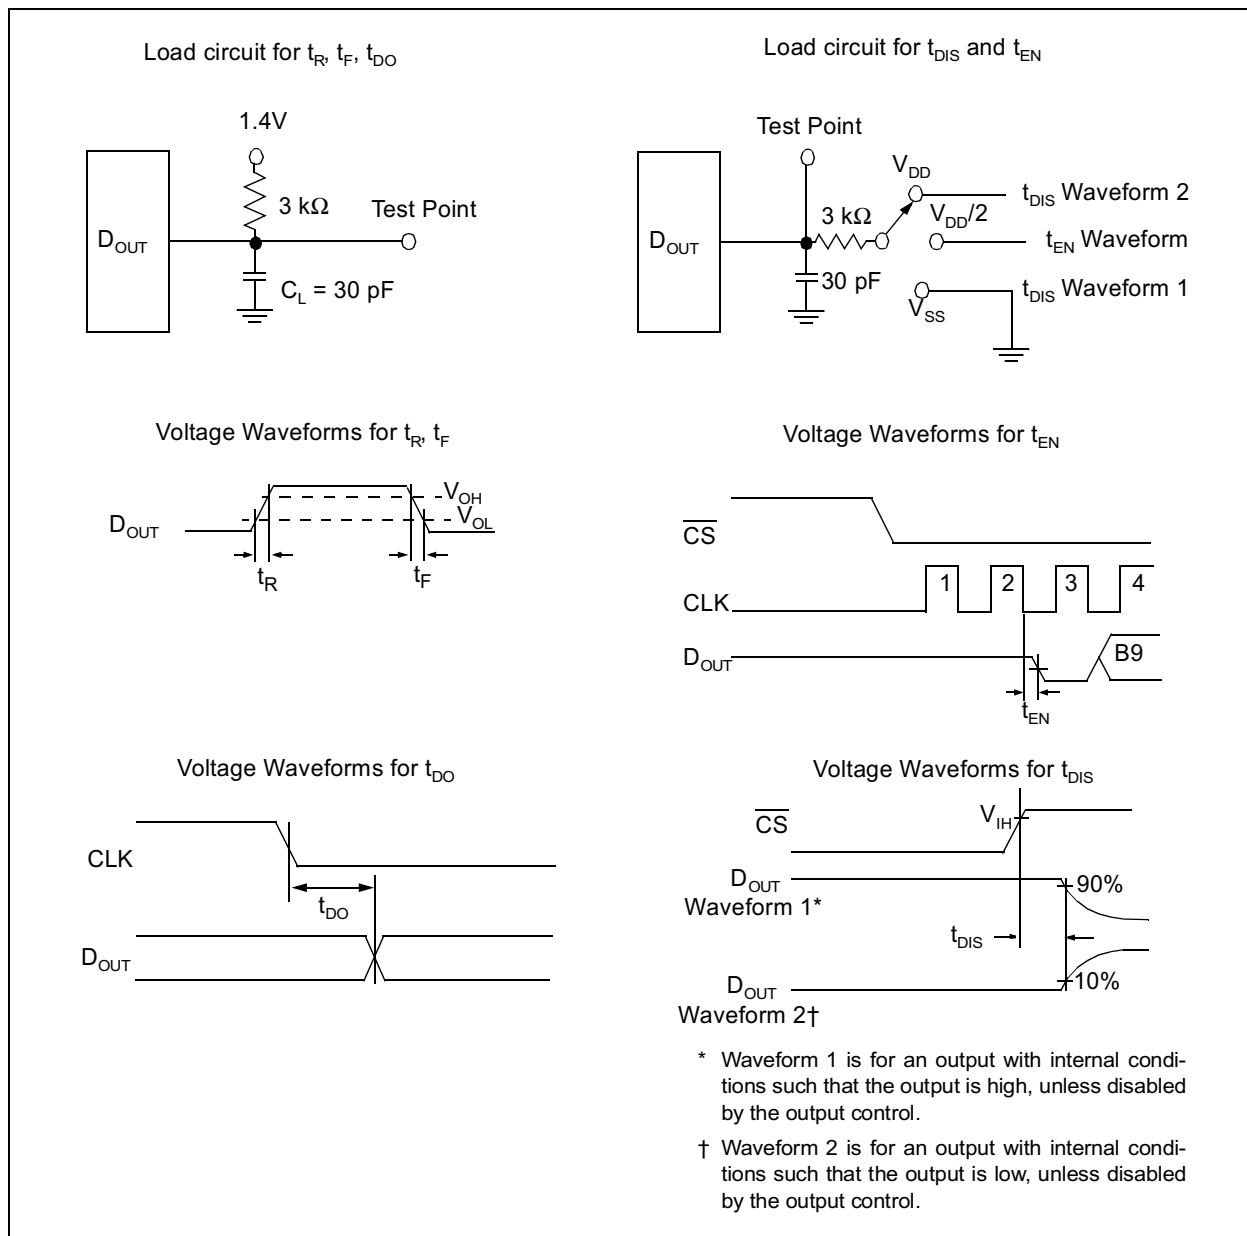 Load circuit for tR, tF, tDO
1.4V
3 kΩ
Test Point
DOUT
CL = 30 pF
Load circuit for tDIS and tEN
Test Point
VDD
tDIS Waveform 2
3 kΩ
VDD/2
DOUT
tEN Waveform
30 pF
tDIS Waveform 1
VSS
Voltage Waveforms for tR, tF
VOH
DOUT
VOL
tR
tF
Voltage Waveforms for tEN
CS
1 2 3 4
CLK
DOUT
B9
tEN
Voltage Waveforms for tDO
CLK
tDO
DOUT
Voltage Waveforms for tDIS
VIH
CS
DOUT
90%
Waveform 1*
tDIS
DOUT
10%
Waveform 2†
* Waveform 1 is for an output with internal condi-
tions such that the output is high, unless disabled
by the output control.
† Waveform 2 is for an output with internal condi-
tions such that the output is low, unless disabled
by the output control.